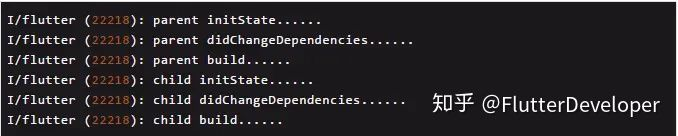 I/flutter (22218): parent initState......
I/flutter (22218): parent didChangeDependencies......
I/flutter (22218): parent build......
I/flutter (22218): child initState......
I/flutter (22218): child didChangeDependencies......
I/flutter (22218): child build......
知乎 @FlutterDeveloper